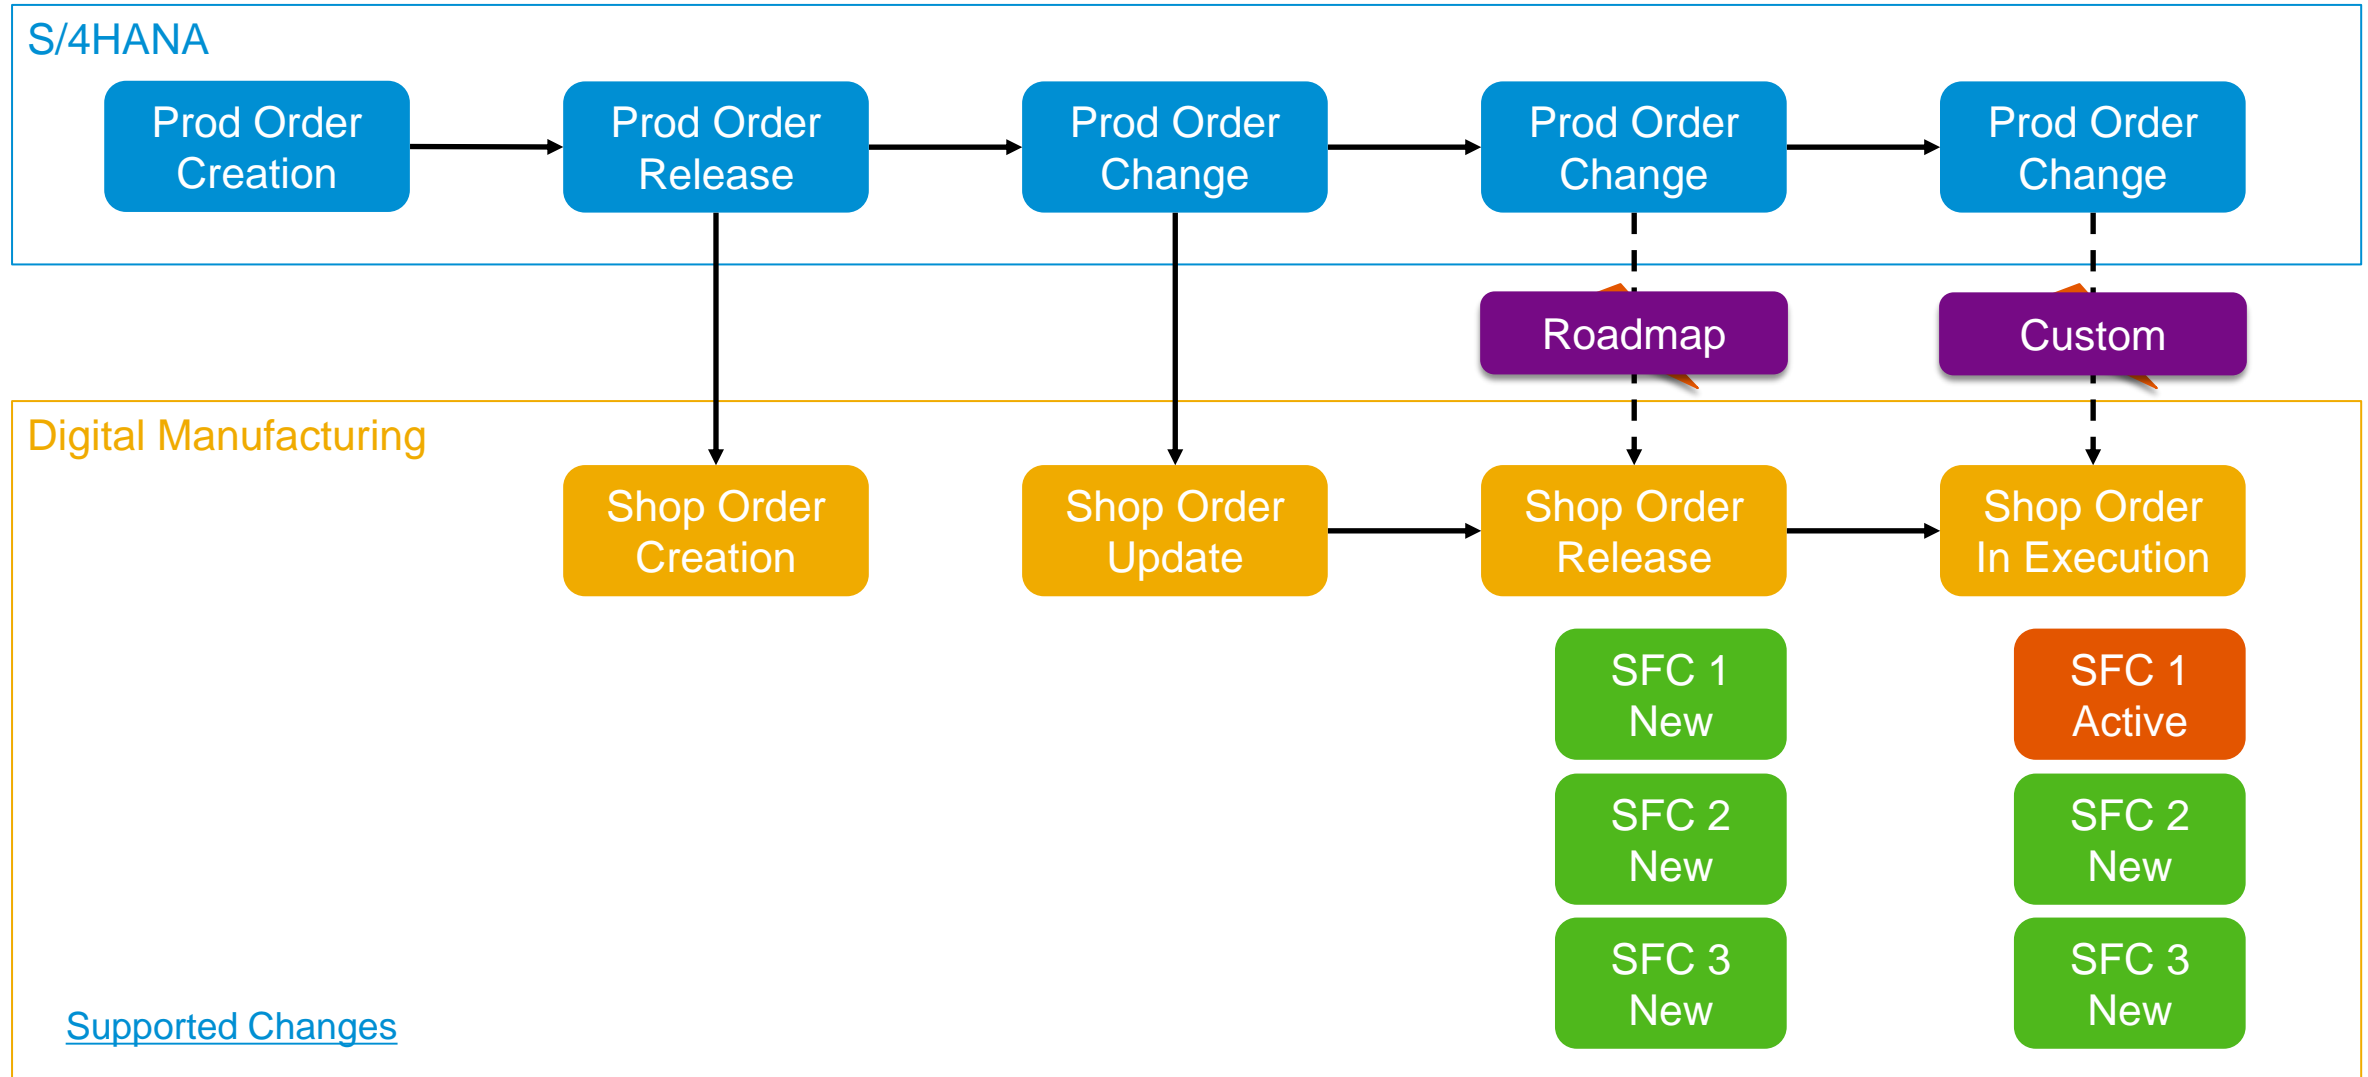 S/4HANA
Prod Order
Creation
Prod Order
Release
Prod Order
Change
Prod Order
Change
Prod Order
Change
Roadmap
Custom
Digital Manufacturing
Shop Order
Creation
Shop Order
Update
Shop Order
Release
Shop Order
In Execution
SFC 1
New
SFC 1
Active
SFC 2
New
SFC 2
New
SFC 3
New
SFC 3
New
Supported Changes